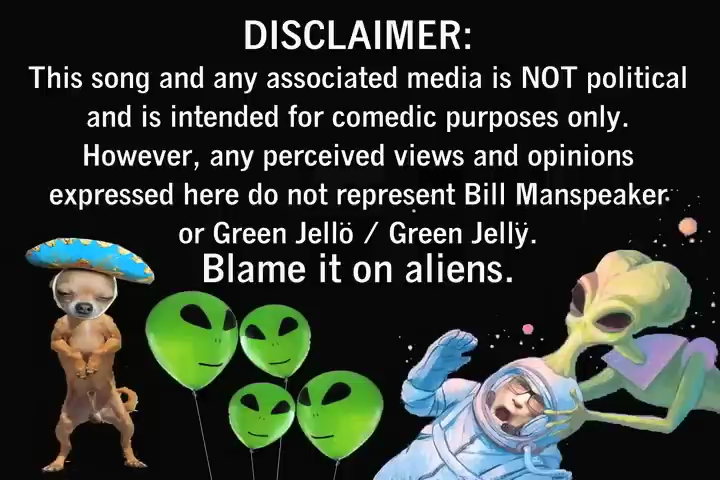 DISCLAIMER:
This song and any associated media is NOT political
and is intended for comedic purposes only.
However, any perceived views and opinions
expressed here do not represent Bill Manspeaker
or Green Jellö / Green Jellÿ.
Blame it on aliens.